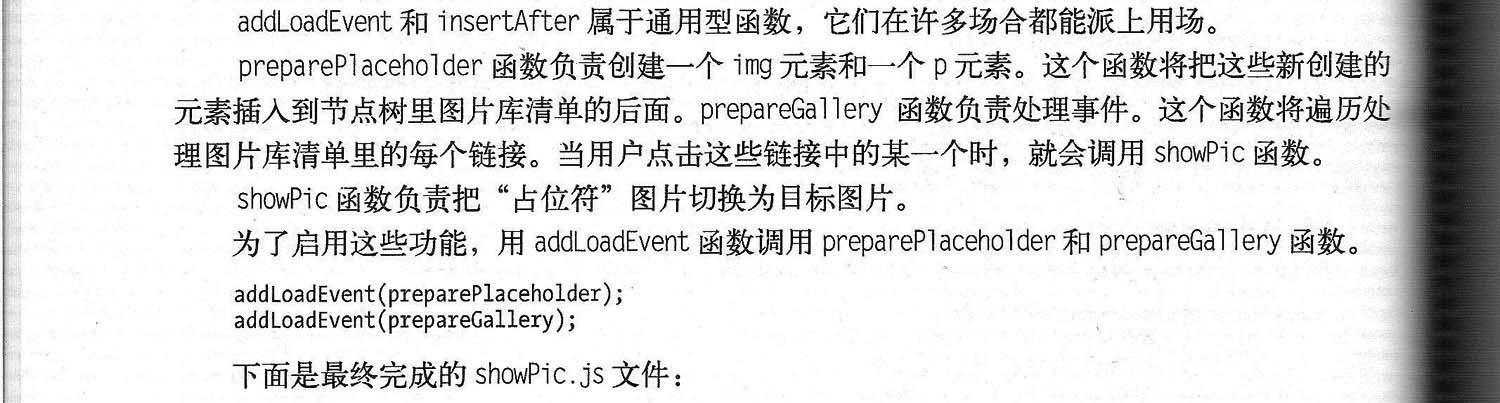 addLoadEvent 和 insertAfter 属于通用型函数，它们在许多场合都能派上用场。
preparePlaceholder 函数负责创建一个 img 元素和一个 p 元素。这个函数将把这些新创建的
元素插入到节点树里图片库清单的后面。prepareGallery 函数负责处理事件。这个函数将遍历处
理图片库清单里的每个链接。当用户点击这些链接中的某一个时，就会调用 showPic 函数。
showPic 函数负责把“占位符”图片切换为目标图片。
为了启用这些功能，用 addLoadEvent 函数调用 preparePlaceholder 和 prepareGallery 函数。
addLoadEvent(preparePlaceholder);
addLoadEvent(prepareGallery);
下面是最终完成的 showPic.js 文件：